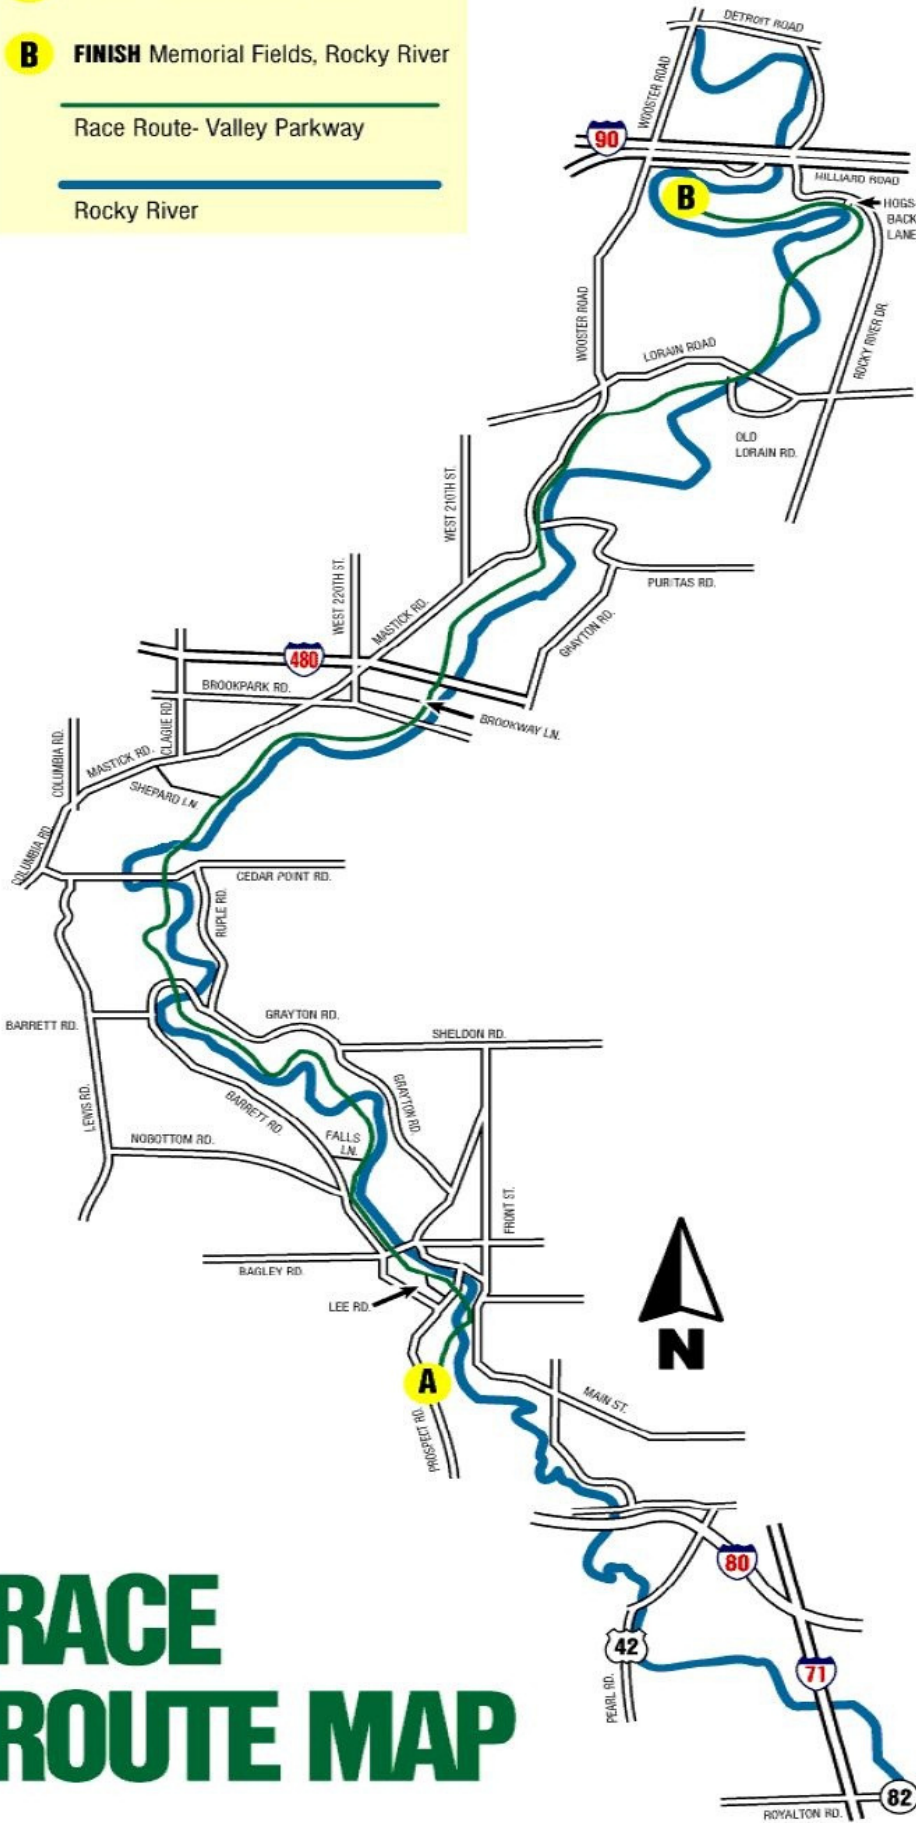 B FINISH Memorial Fields, Rocky River
Race Route- Valley Parkway
Rocky River
DETROIT ROAD
WOOSTER ROAD
90
HILLIARD ROAD
B
HOGS
BACK
LANE
WOOSTER ROAD
LORAIN ROAD
ROCKY RIVER DR.
OLD
LORAIN RD.
WEST 210TH ST.
WEST 220TH ST.
PURITAS RD.
MASTICK RD.
GRAYTON RD.
480
BROOKPARK RD.
CLAGUE RD.
BROOKWAY LN.
COLUMBIA RD.
MASTICK RD.
SHEPARD LN.
COLUMBIA RD.
CEDAR POINT RD.
RUPLE RD.
BARRETT RD.
GRAYTON RD.
SHELDON RD.
LEWIS RD.
BARRETT RD.
GRAYTON RD.
NOBOTTOM RD.
FALLS
LN.
FRONT ST.
BAGLEY RD.
LEE RD.
N
A
MAIN ST.
PROSPECT RD.
80
42
71
PEARL RD.
82
ROYALTON RD.
RACE
ROUTE MAP